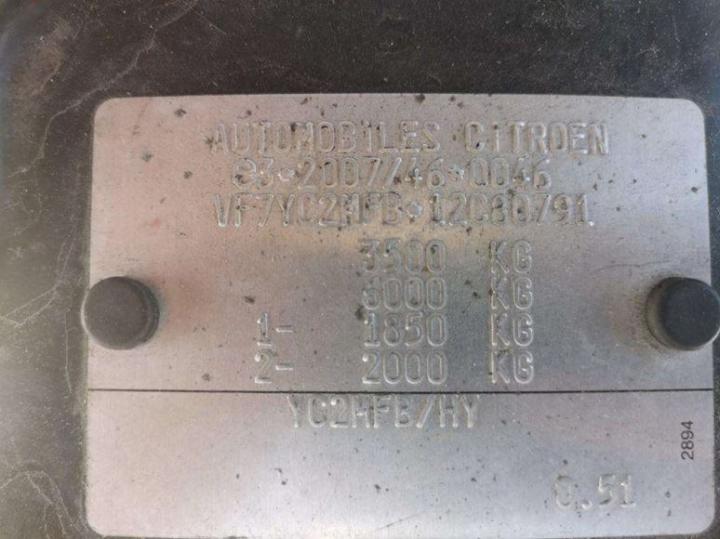 AUTOMOBILES CITROEN
e3*2007/46*0046
VF7YC2MFB*12C80791
3500 KG
6000 KG
1- 1850 KG
2- 2000 KG
YC2MFB/HY
2894
0.51